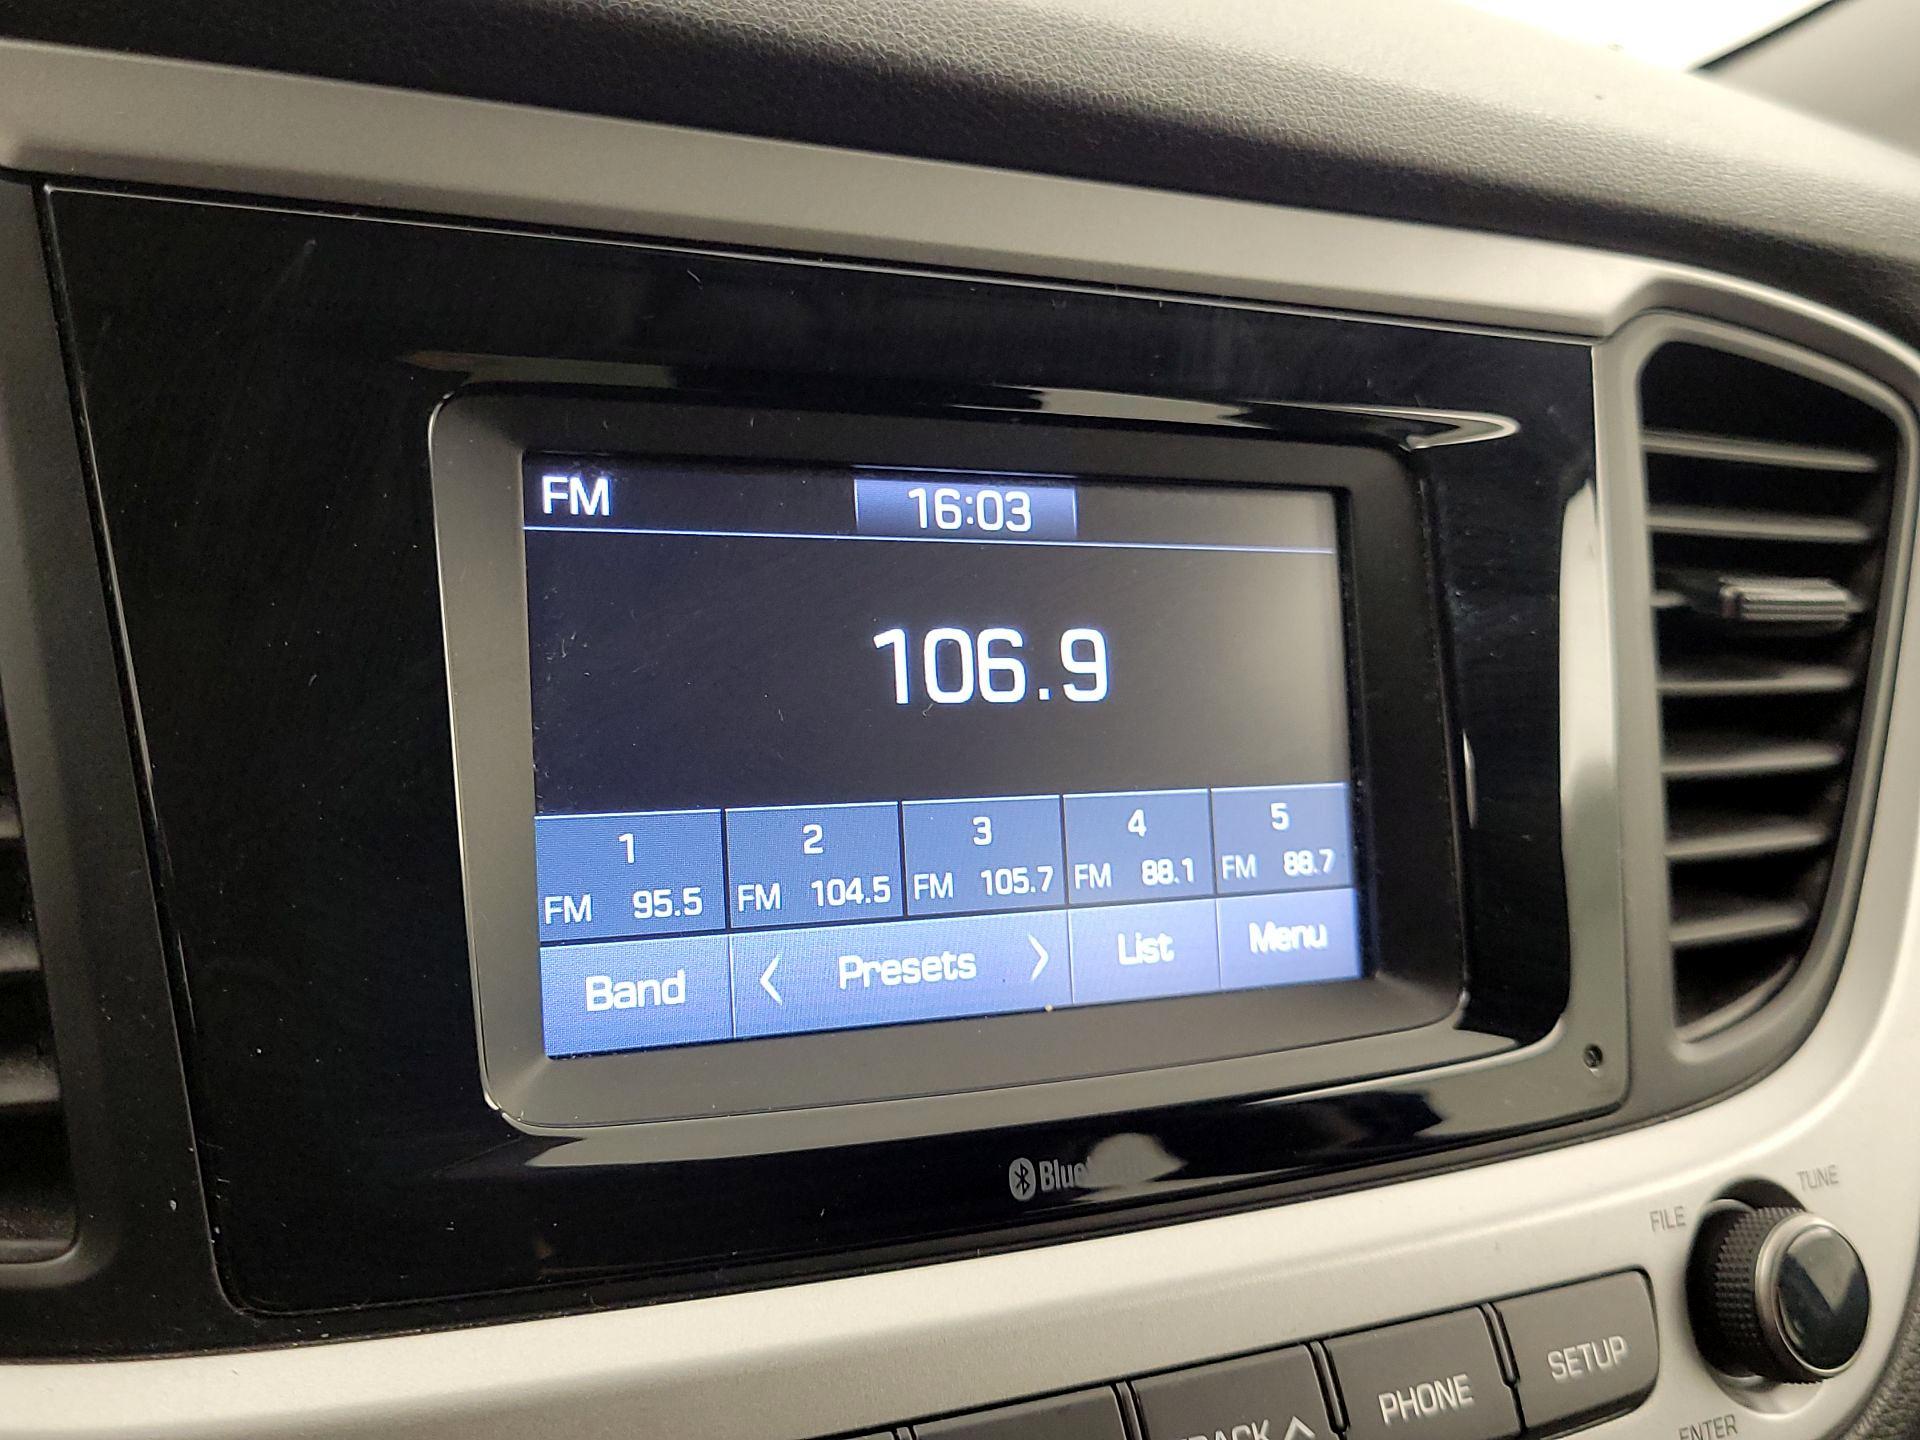 FM 16:03
106.9
1 2 3 4 5
FM 95.5 FM 104.5 FM 105.7 FM 88.1 FM 88.7
Band < Presets > List Menu
TUNE
FILE
SETUP
PHONE
ENTER